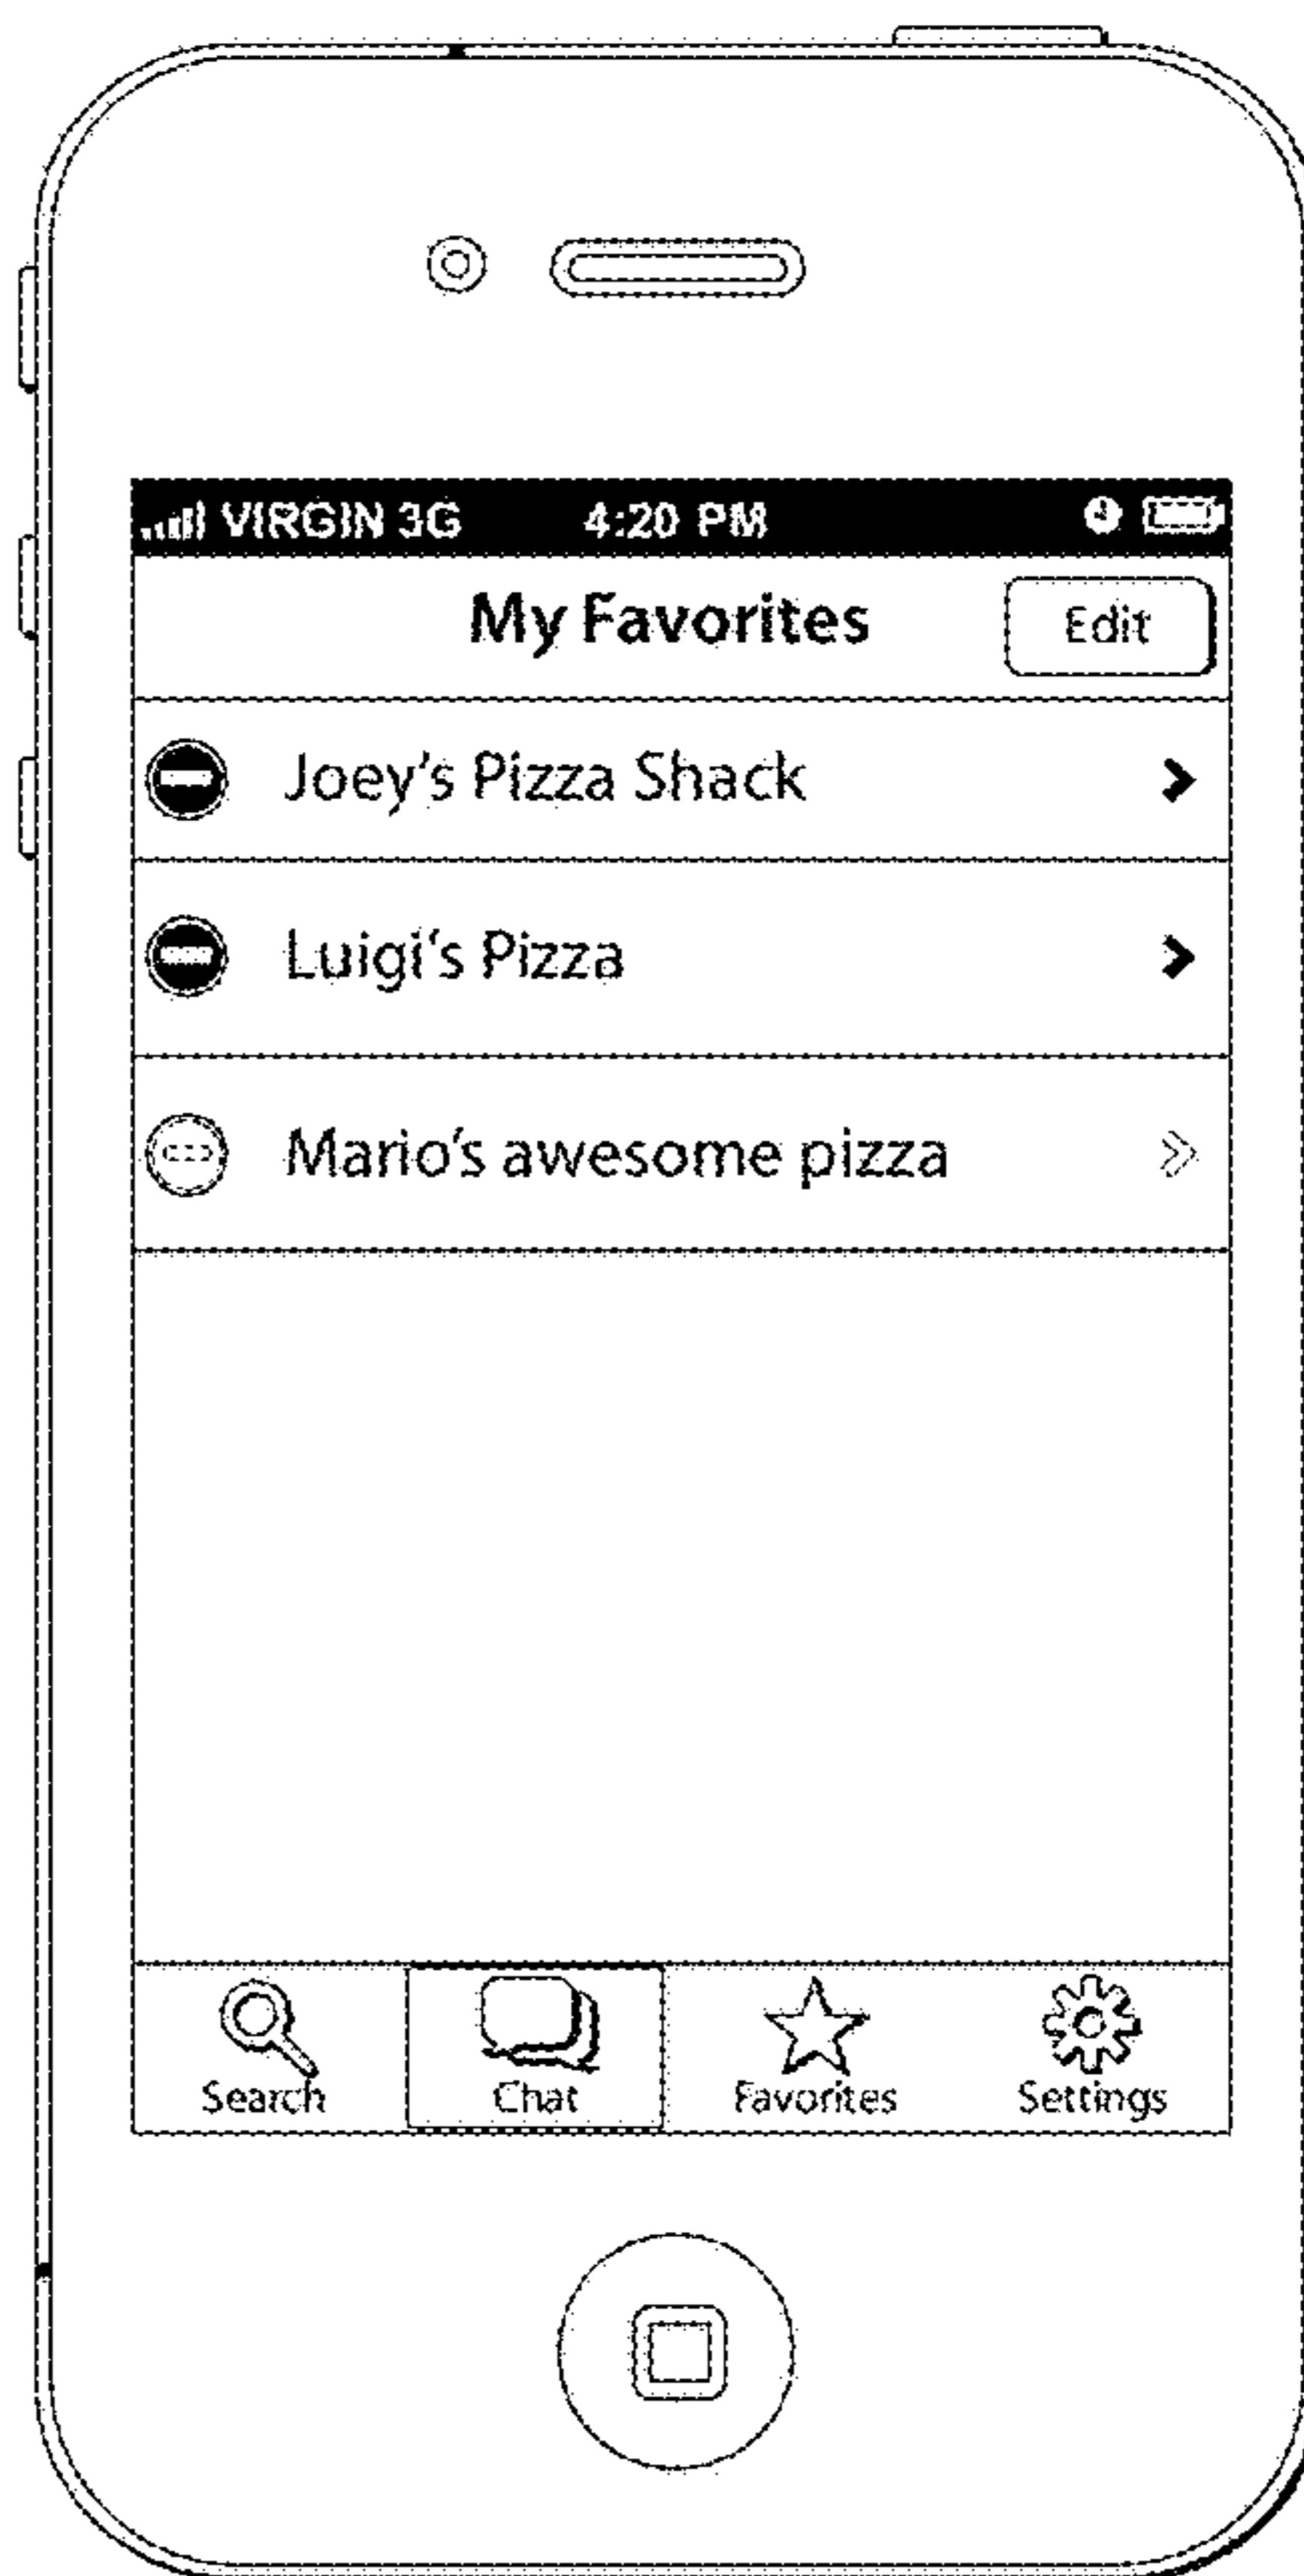 VIRGIN 3G 4:20 PM
My Favorites Edit
Joey's Pizza Shack
Luigi's Pizza
Mario's awesome pizza
Search Chat Favorites Settings